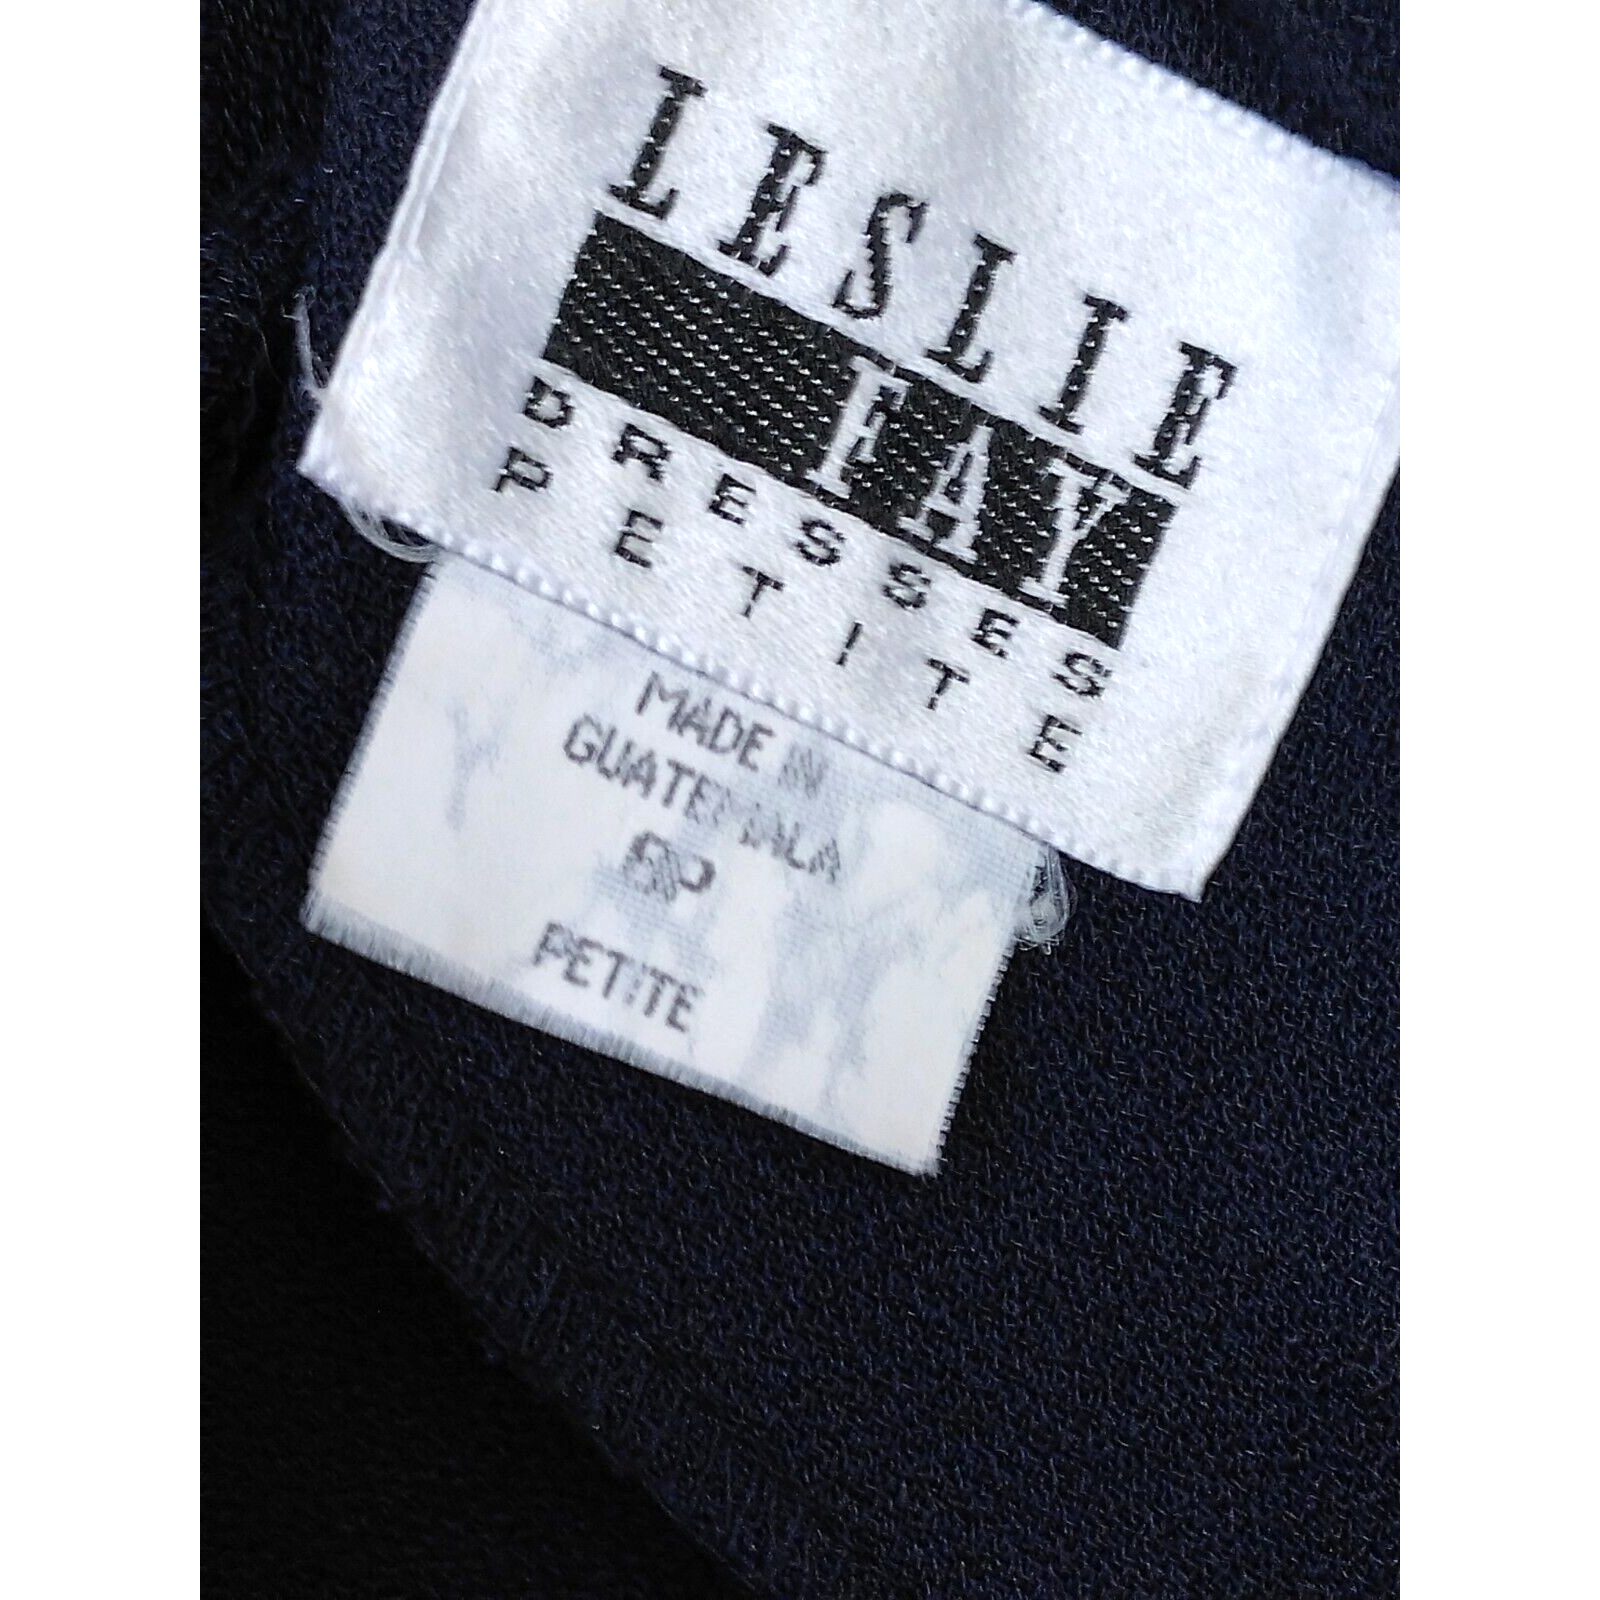 LESLIE
FAY
DRESSES
PETITE
MADE IN
GUATEMALA
PETITE